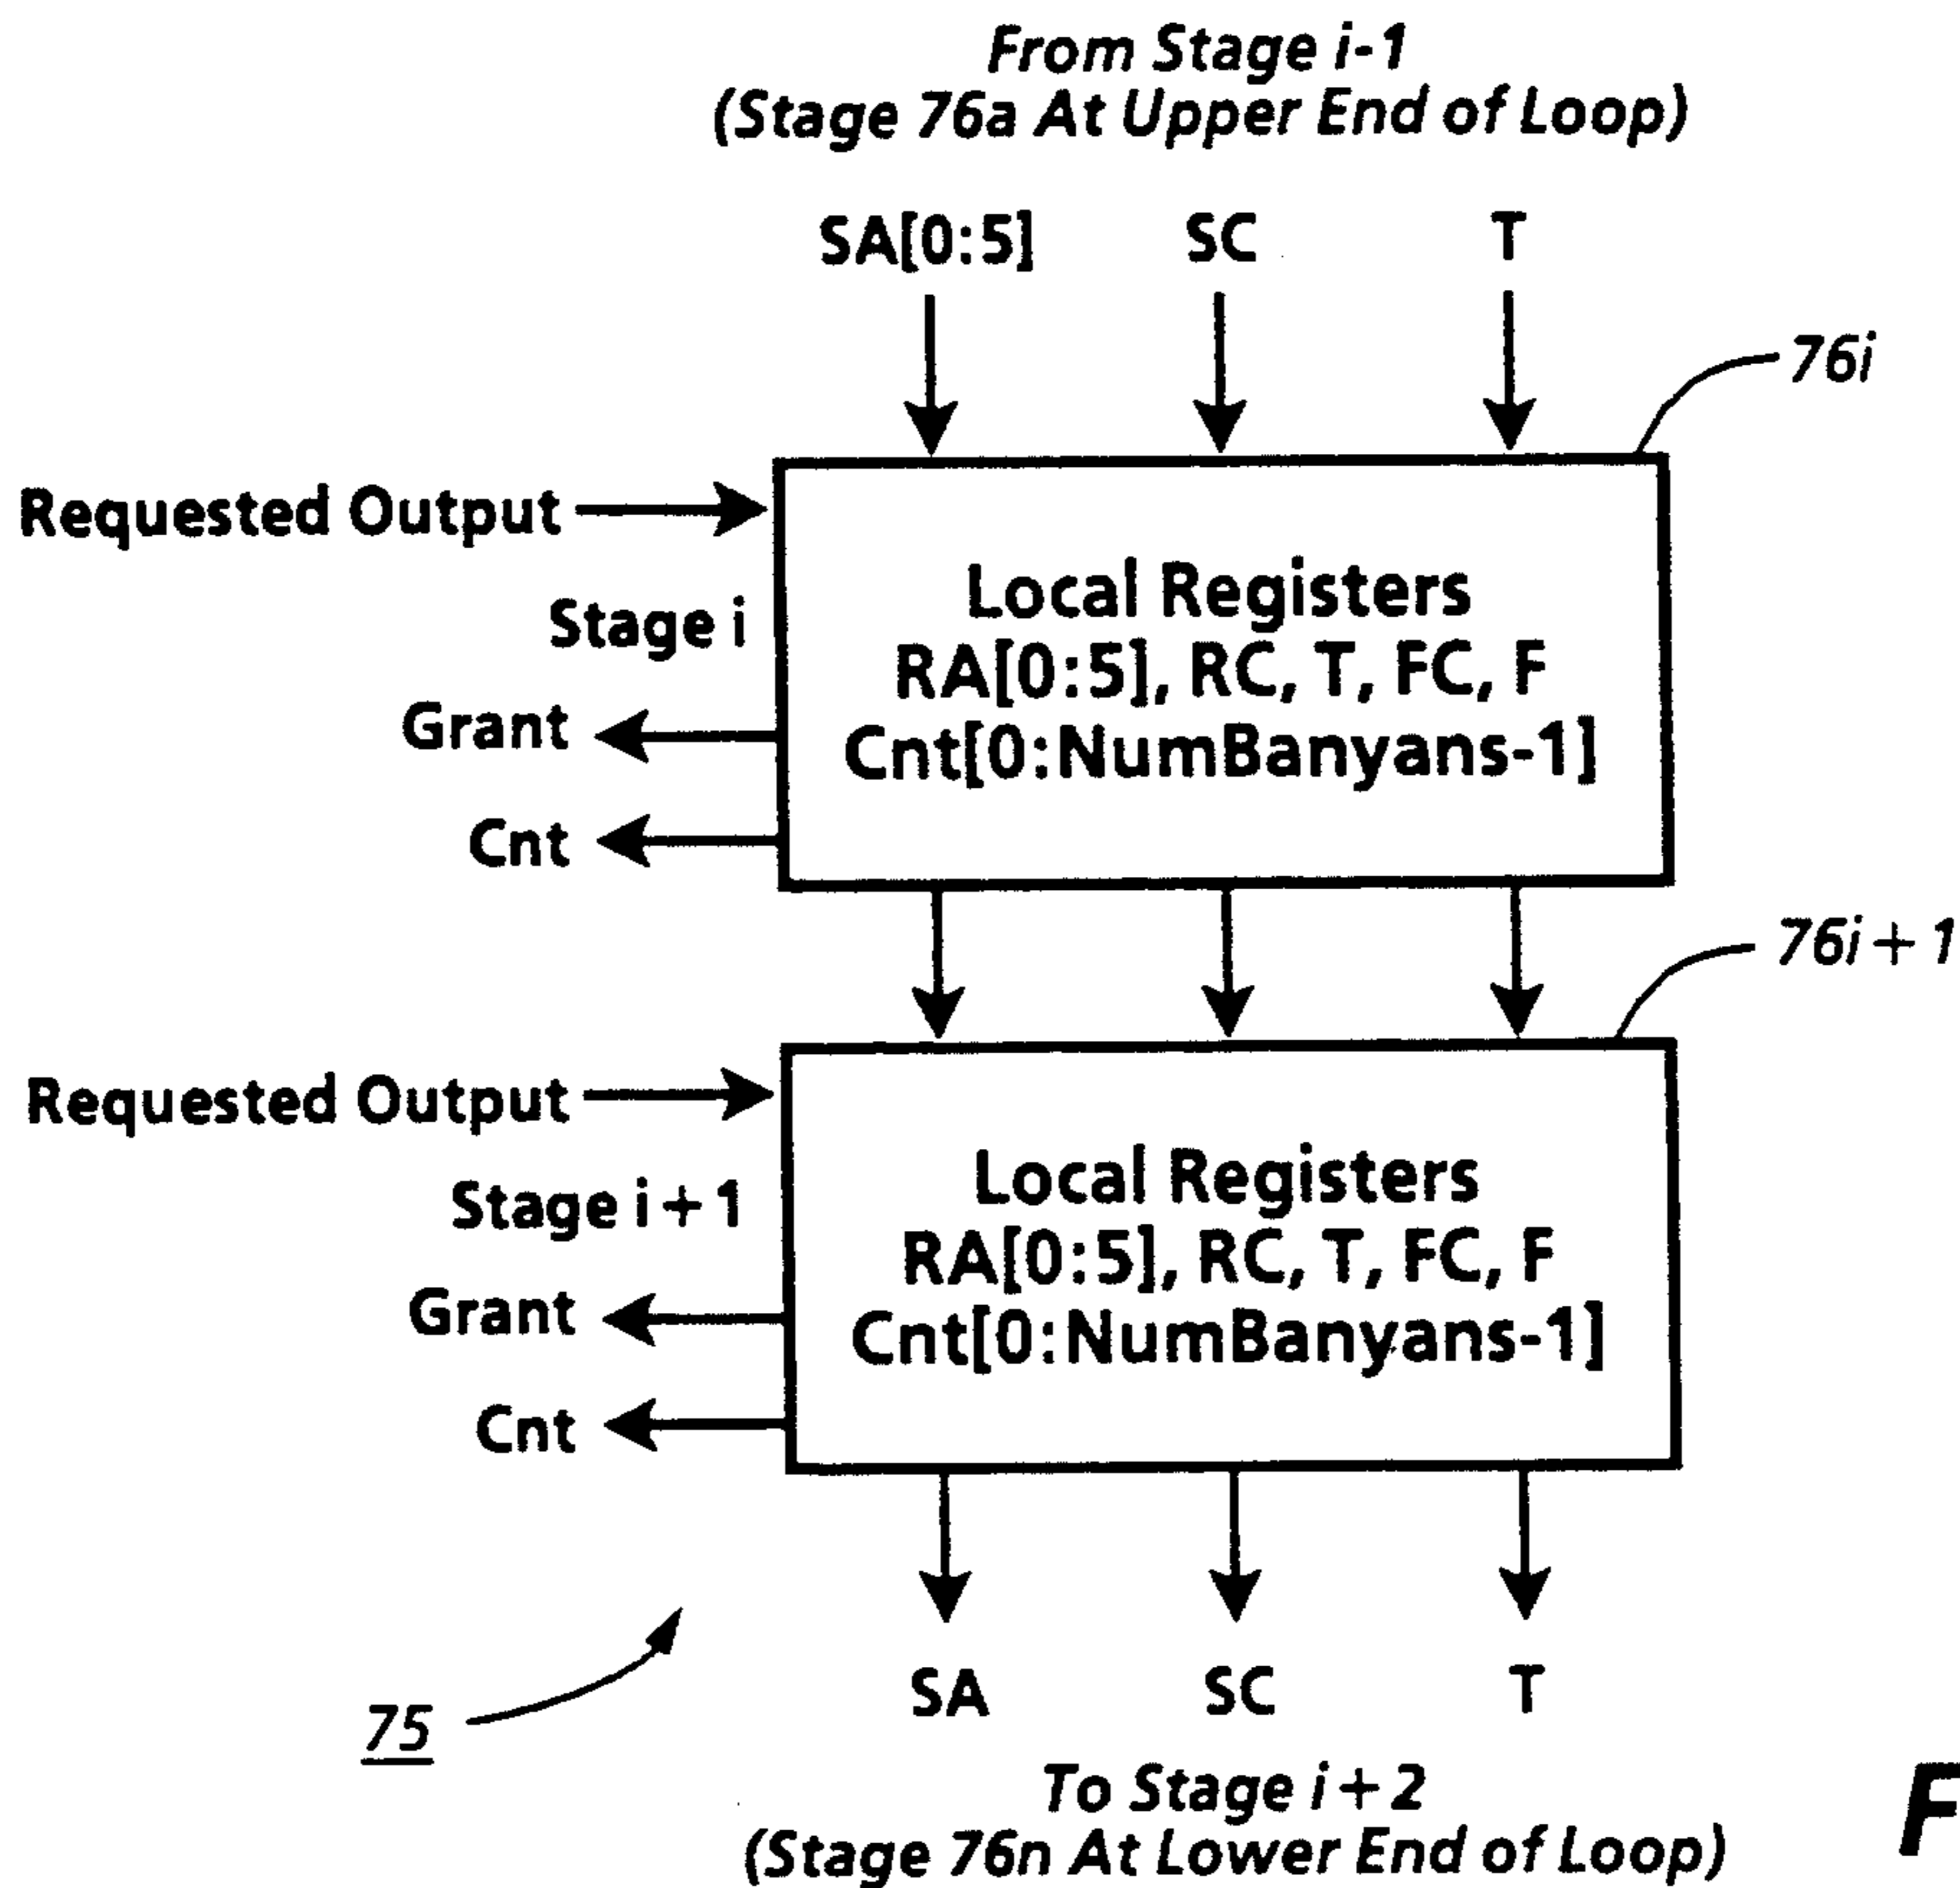 From Stage i-1
(Stage 76a At Upper End of Loop)
SA[0:5] SC T
76i
Requested Output
Stage i
Grant
Cnt
Local Registers
RA[0:5], RC, T, FC, F
Cnt[0:NumBanyans-1]
76i+1
Requested Output
Stage i+1
Grant
Cnt
Local Registers
RA[0:5], RC, T, FC, F
Cnt[0:NumBanyans-1]
SA SC T
75
To Stage i+2
(Stage 76n At Lower End of Loop)
F